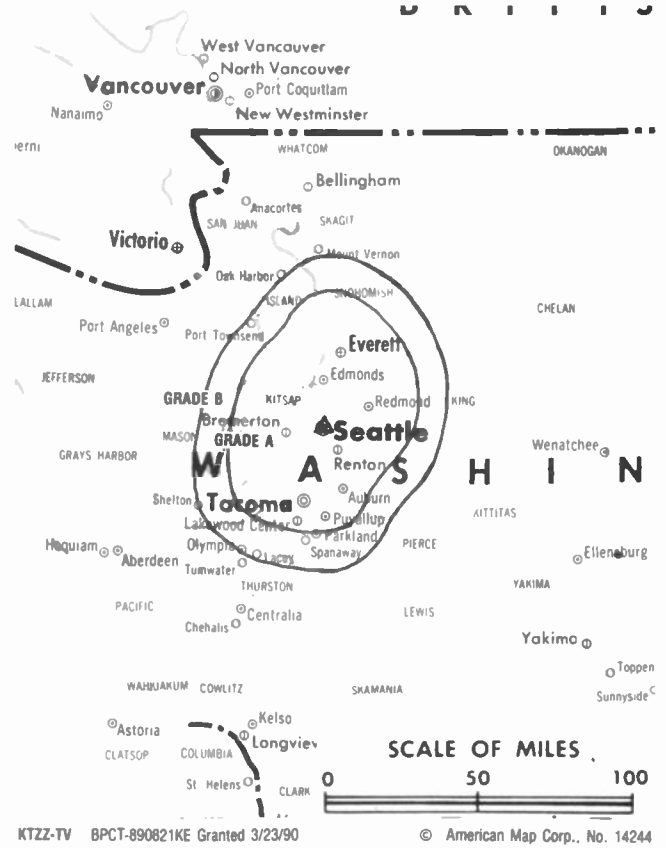 B R I T I S
West Vancouver
North Vancouver
Vancouver
Port Coquitlam
Nanaimo
New Westminster
erni
WHATCOM
OKANOGAN
Bellingham
Anacortes
SAN JUAN
SKAGIT
Victorio
Mount Vernon
Oak Harbor
SNOHOMISH
ISLAND
LALLAM
CHELAN
Port Angeles
Port Townsend
Everett
JEFFERSON
Edmonds
GRADE B
KITSAP
Redmond
KING
Bremerton
MASON
GRADE A
Seattle
Wenatchee
GRAYS HARBOR
Renton
W A S H I N
Shelton
Tacoma
Auburn
KITTITAS
Lakewood Center
Puyallup
Parkland
Hoquiam
Aberdeen
Olympia
Lacey
Spanaway
PIERCE
Ellensburg
Tumwater
THURSTON
YAKIMA
PACIFIC
Centralia
LEWIS
Chehalis
Yakima
Toppen
WAHKIAKUM
COWLITZ
SKAMANIA
Sunnyside
Astoria
Kelso
CLATSOP
COLUMBIA
Longview
SCALE OF MILES
St Helens
CLARK
0 50 100
KTZZ-TV BPCT-890821KE Granted 3/23/90
© American Map Corp., No. 14244